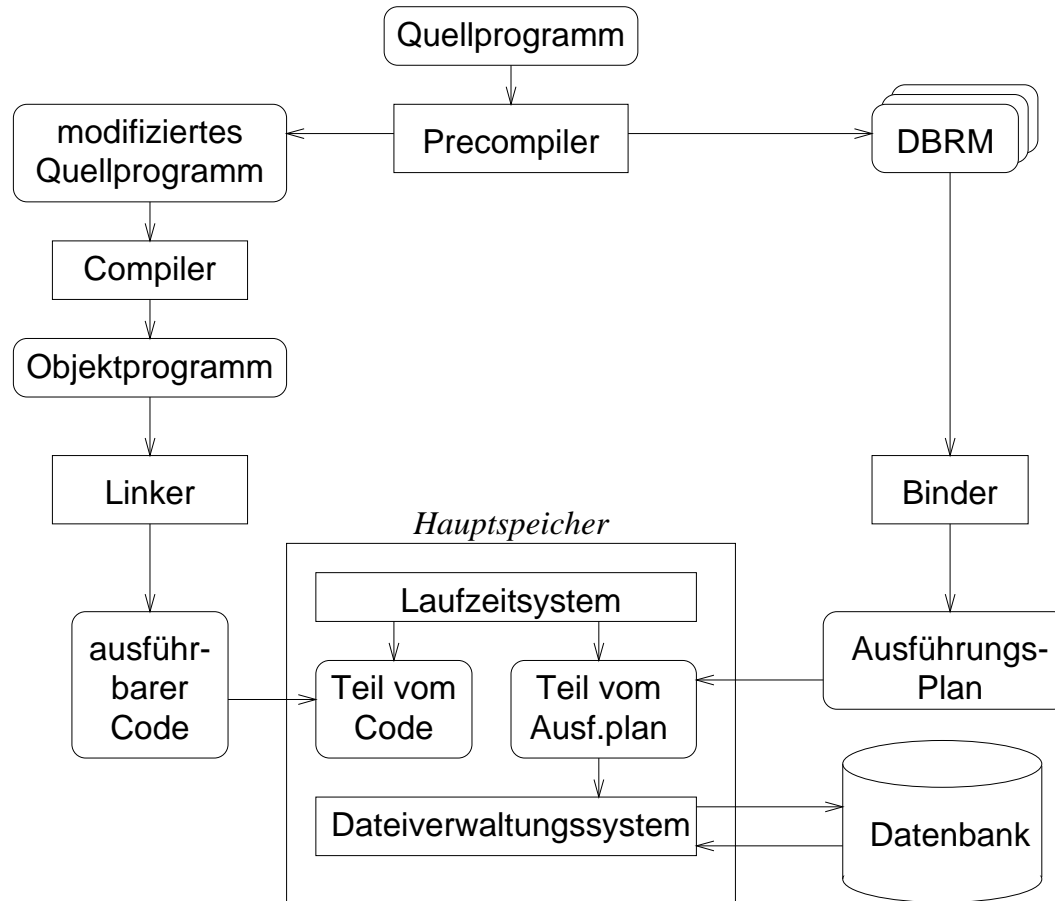 Quellprogramm
modifiziertes
Quellprogramm
Precompiler
DBRM
Compiler
Objektprogramm
Linker
Binder
Hauptspeicher
Laufzeitsystem
ausführ-
barer
Code
Teil vom
Code
Teil vom
Ausf.plan
Ausführungs-
Plan
Dateiverwaltungssystem
Datenbank